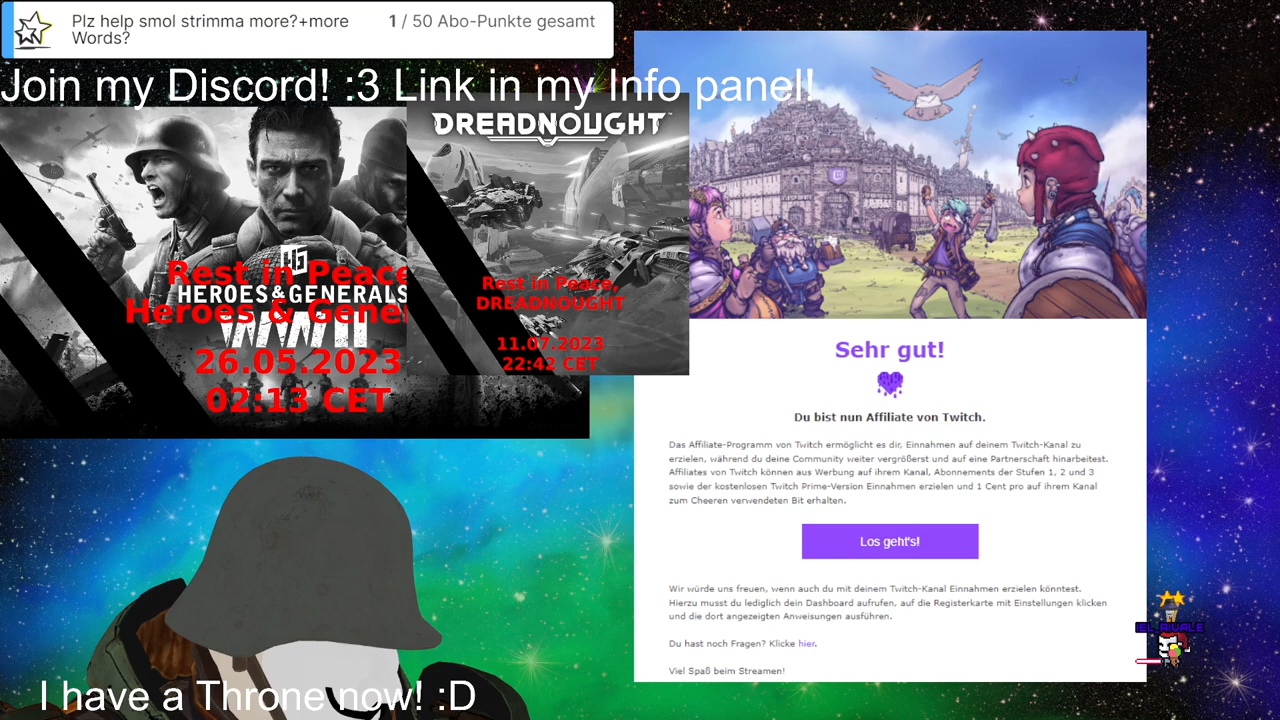 Plz help smol strimma more?+more
Words?
1 / 50 Abo-Punkte gesamt
Join my Discord! :3 Link in my Info panel!
DREADNOUGHT
HEROES & GENERALS
WWII
Rest in Peace
Heroes & Gene
26.05.2023
02:13 CET
Rest in Peace,
DREADNOUGHT
11.07.2023
22:42 CET
Sehr gut!
Du bist nun Affiliate von Twitch.
Das Affiliate-Programm von Twitch ermöglicht es dir, Einnahmen auf deinem Twitch-Kanal zu
erzielen, während du deine Community weiter vergrößerst und auf eine Partnerschaft hinarbeitest.
Affiliates von Twitch können aus Werbung auf ihrem Kanal, Abonnements der Stufen 1, 2 und 3
sowie der kostenlosen Twitch Prime-Version Einnahmen erzielen und 1 Cent pro auf ihrem Kanal
zum Cheeren verwendeten Bit erhalten.
Los geht's!
Wir würde uns freuen, wenn auch du mit deinem Twitch-Kanal Einnahmen erzielen könntest.
Hierzu musst du lediglich dein Dashboard aufrufen, auf die Registerkarte mit Einstellungen klicken
und die dort angezeigten Anweisungen ausführen.
Du hast noch Fragen? Klicke hier.
Viel Spaß beim Streamen!
I have a Throne now! :D